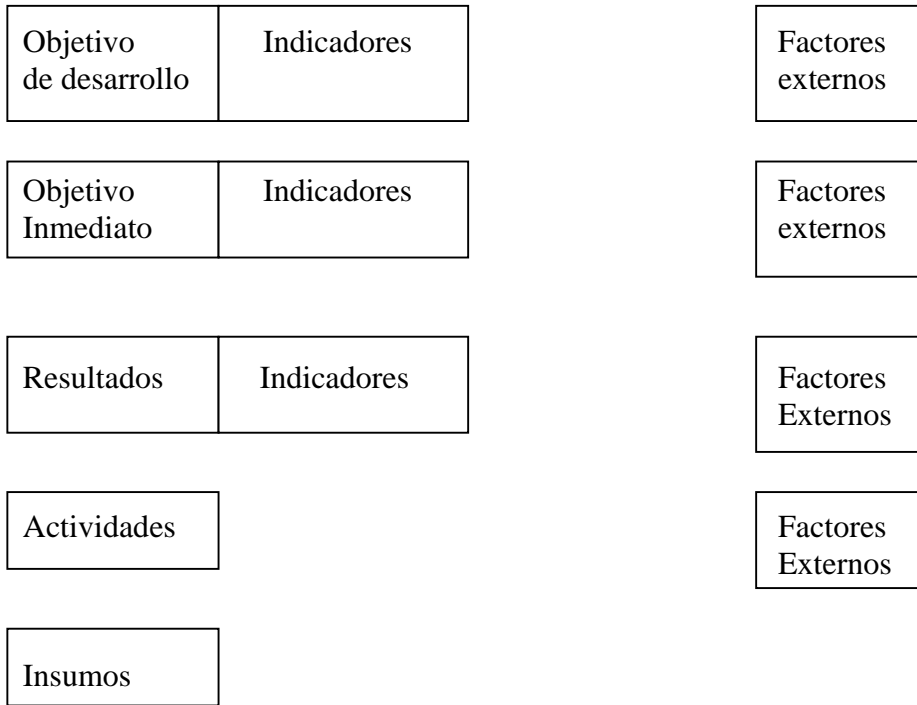 Objetivo
de desarrollo
Indicadores
Factores
externos
Objetivo
Inmediato
Indicadores
Factores
externos
Resultados
Indicadores
Factores
Externos
Actividades
Factores
Externos
Insumos